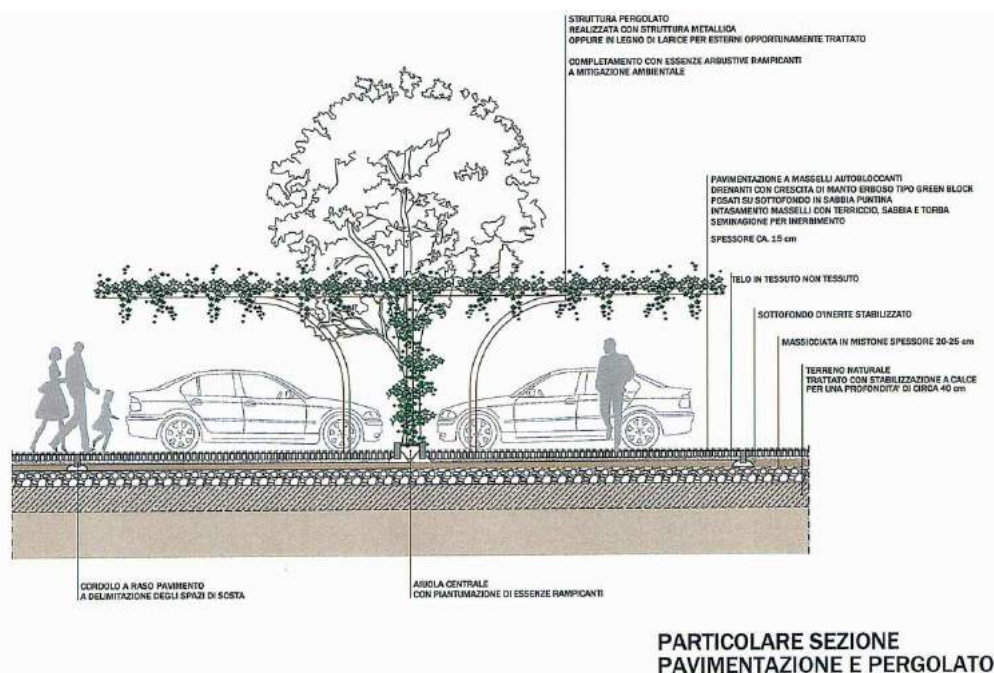 STRUTTURA PERGOLATO
REALIZZATA CON STRUTTURA METALLICA
OPPURE IN LEGNO DI LARICE PER ESTERNI OPPORTUNAMENTE TRATTATO
COMPLETAMENTO CON ESSENZE ARBUSTIVE RAMPICANTI
A MITIGAZIONE AMBIENTALE
PAVIMENTAZIONE A MASSELLI AUTOBLOCCANTI
DRENANTI CON CRESCITA DI MANTO ERBOSO TIPO GREEN BLOCK
POSATI SU SOTTOFONDO IN SABBIA PUNTINA
INTASAMENTO MASSELLI CON TERRICCIO, SABBIA E TORBA
SEMINAGIONE PER INERBIMENTO
SPESSORE CA. 15 cm
TELO IN TESSUTO NON TESSUTO
SOTTOFONDO D'INERTE STABILIZZATO
MASSICCIATA IN MISTONE SPESSORE 20-25 cm
TERRENO NATURALE
TRATTATO CON STABILIZZAZIONE A CALCE
PER UNA PROFONDITA' DI CIRCA 40 cm
CORDOLO A RASO PAVIMENTO
A DELIMITAZIONE DEGLI SPAZI DI SOSTA
AIUOLA CENTRALE
CON PIANTUMAZIONE DI ESSENZE RAMPICANTI
PARTICOLARE SEZIONE
PAVIMENTAZIONE E PERGOLATO